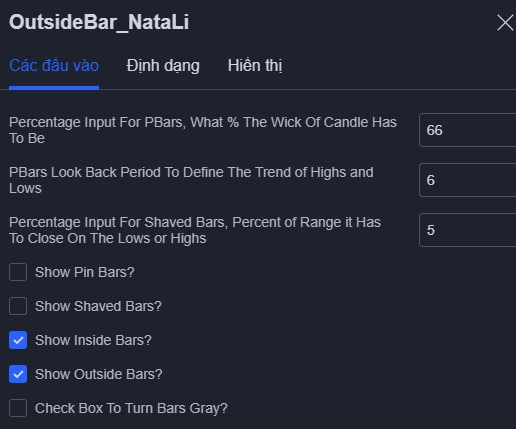 OutsideBar_NataLi
Các đầu vào Định dạng Hiển thị
Percentage Input For PBars, What % The Wick Of Candle Has
To Be
66
PBars Look Back Period To Define The Trend of Highs and
Lows
6
Percentage Input For Shaved Bars, Percent of Range it Has
To Close On The Lows or Highs
5
Show Pin Bars?
Show Shaved Bars?
Show Inside Bars?
Show Outside Bars?
Check Box To Turn Bars Gray?